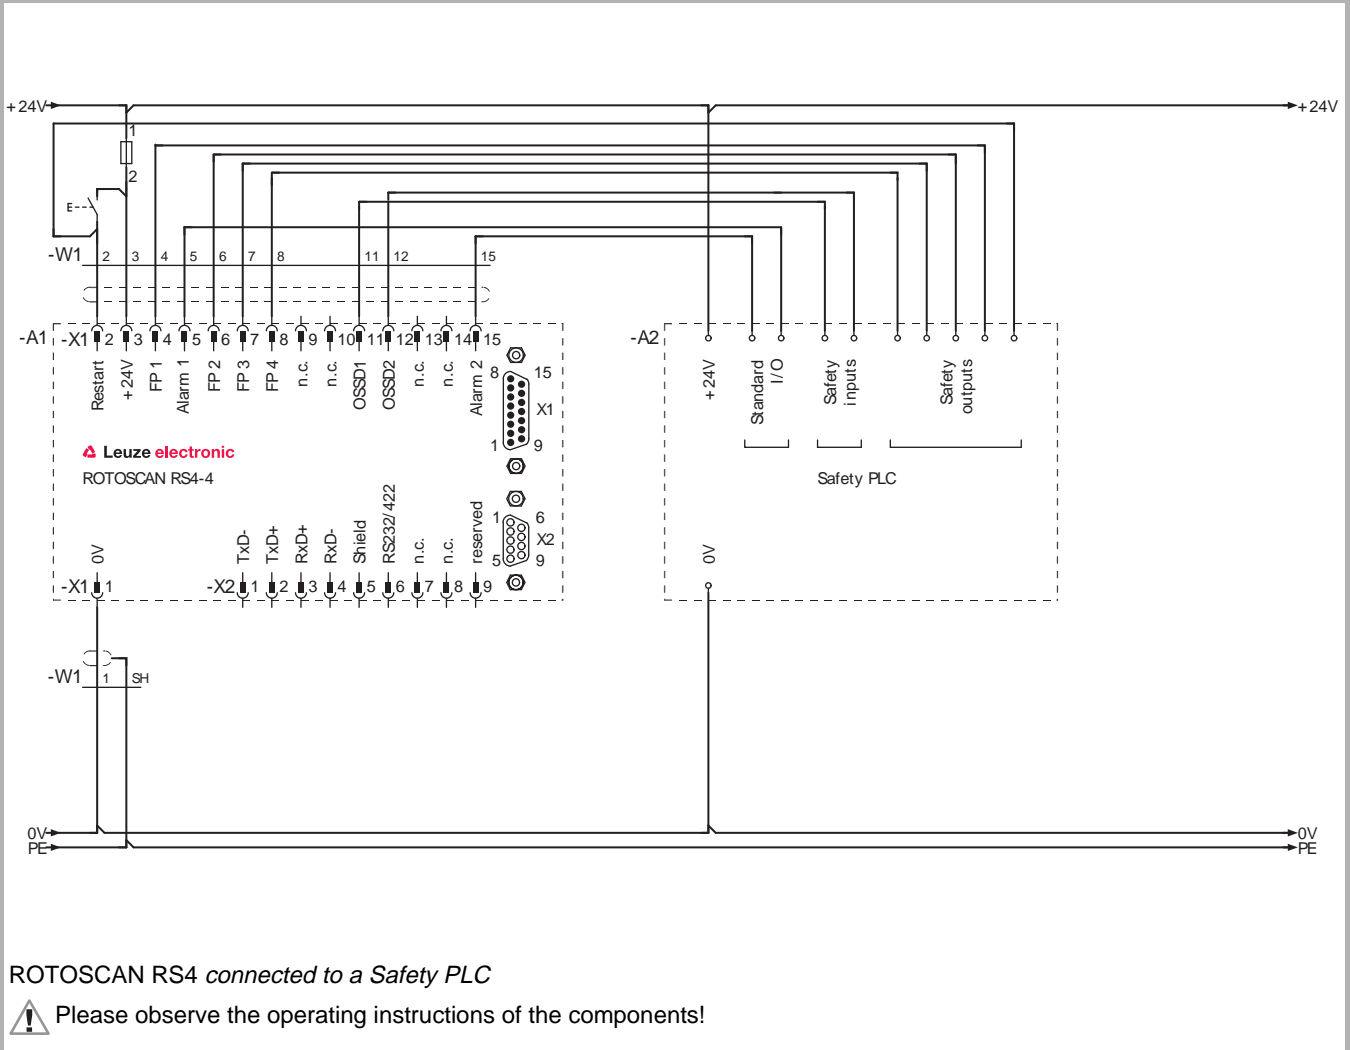 +24V +24V
1
2
E
-W1 2 3 4 5 6 7 8 11 12 15
-A1 -X1 2 3 4 5 6 7 8 9 10 11 12 13 14 15 -A2
Restart +24V FP 1 Alarm 1 FP 2 FP 3 FP 4 n.c. n.c. OSSD1 OSSD2 n.c. n.c. Alarm 2
8 15
X1
1 9
+24V Standard I/O Safety inputs Safety outputs
Leuze electronic
ROTOSCAN RS4-4 Safety PLC
0V TxD- TxD+ RxD+ RxD- Shield RS232/422 n.c. n.c. reserved
1 6
X2
5 9
0V
-X1 1 -X2 1 2 3 4 5 6 7 8 9
-W1 1 SH
0V 0V
PE PE
ROTOSCAN RS4 connected to a Safety PLC
Please observe the operating instructions of the components!